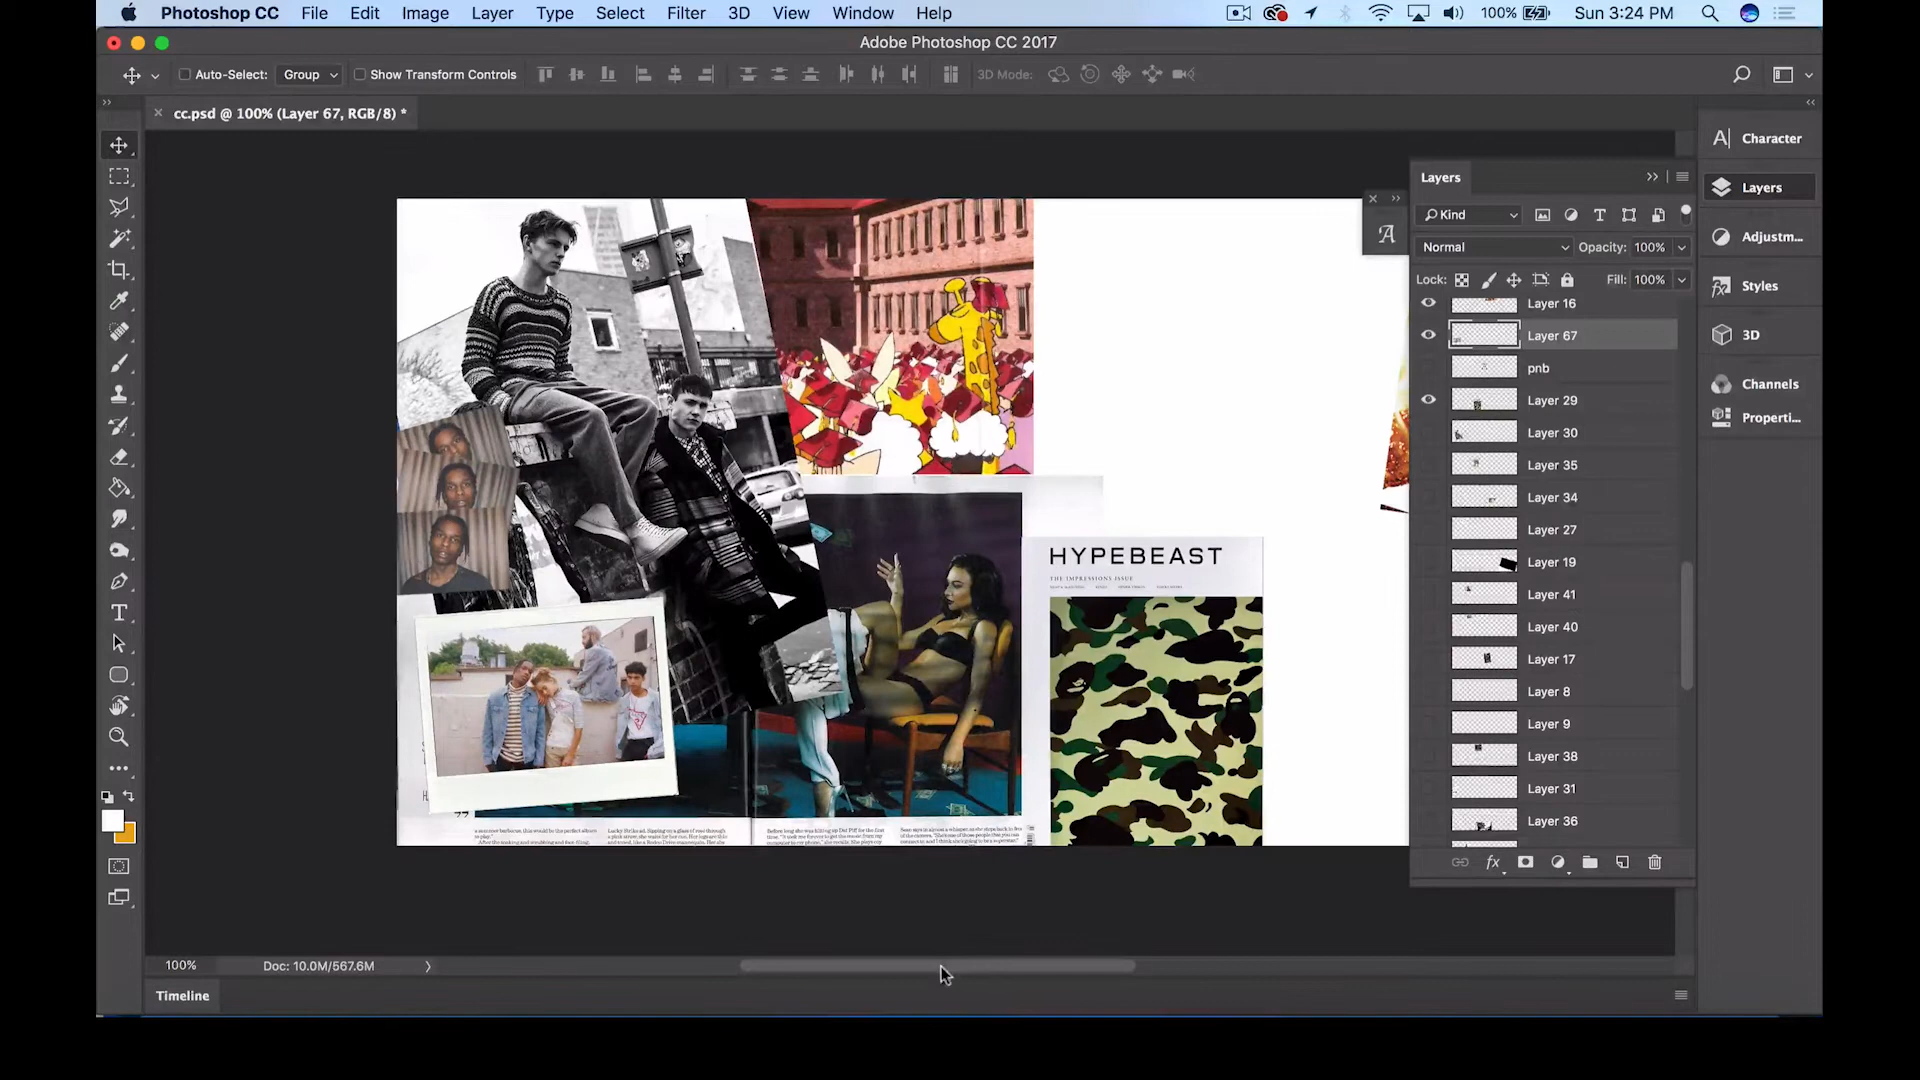 Photoshop CC File Edit Image Layer Type Select Filter 3D View Window Help 100% Sun 3:24 PM
Adobe Photoshop CC 2017
Auto-Select: Group Show Transform Controls 3D Mode:
cc.psd @ 100% (Layer 67, RGB/8) *
Character
Layers
Adjustm...
Styles
3D
Channels
Properti...
Layers
Kind
Normal Opacity: 100%
Lock: Fill: 100%
Layer 16
Layer 67
pnb
Layer 29
Layer 30
Layer 35
Layer 34
Layer 27
Layer 19
Layer 41
Layer 40
Layer 17
Layer 8
Layer 9
Layer 38
Layer 31
Layer 36
HYPEBEAST
THE IMPRESSIONS ISSUE
100% Doc: 10.0M/567.6M
Timeline